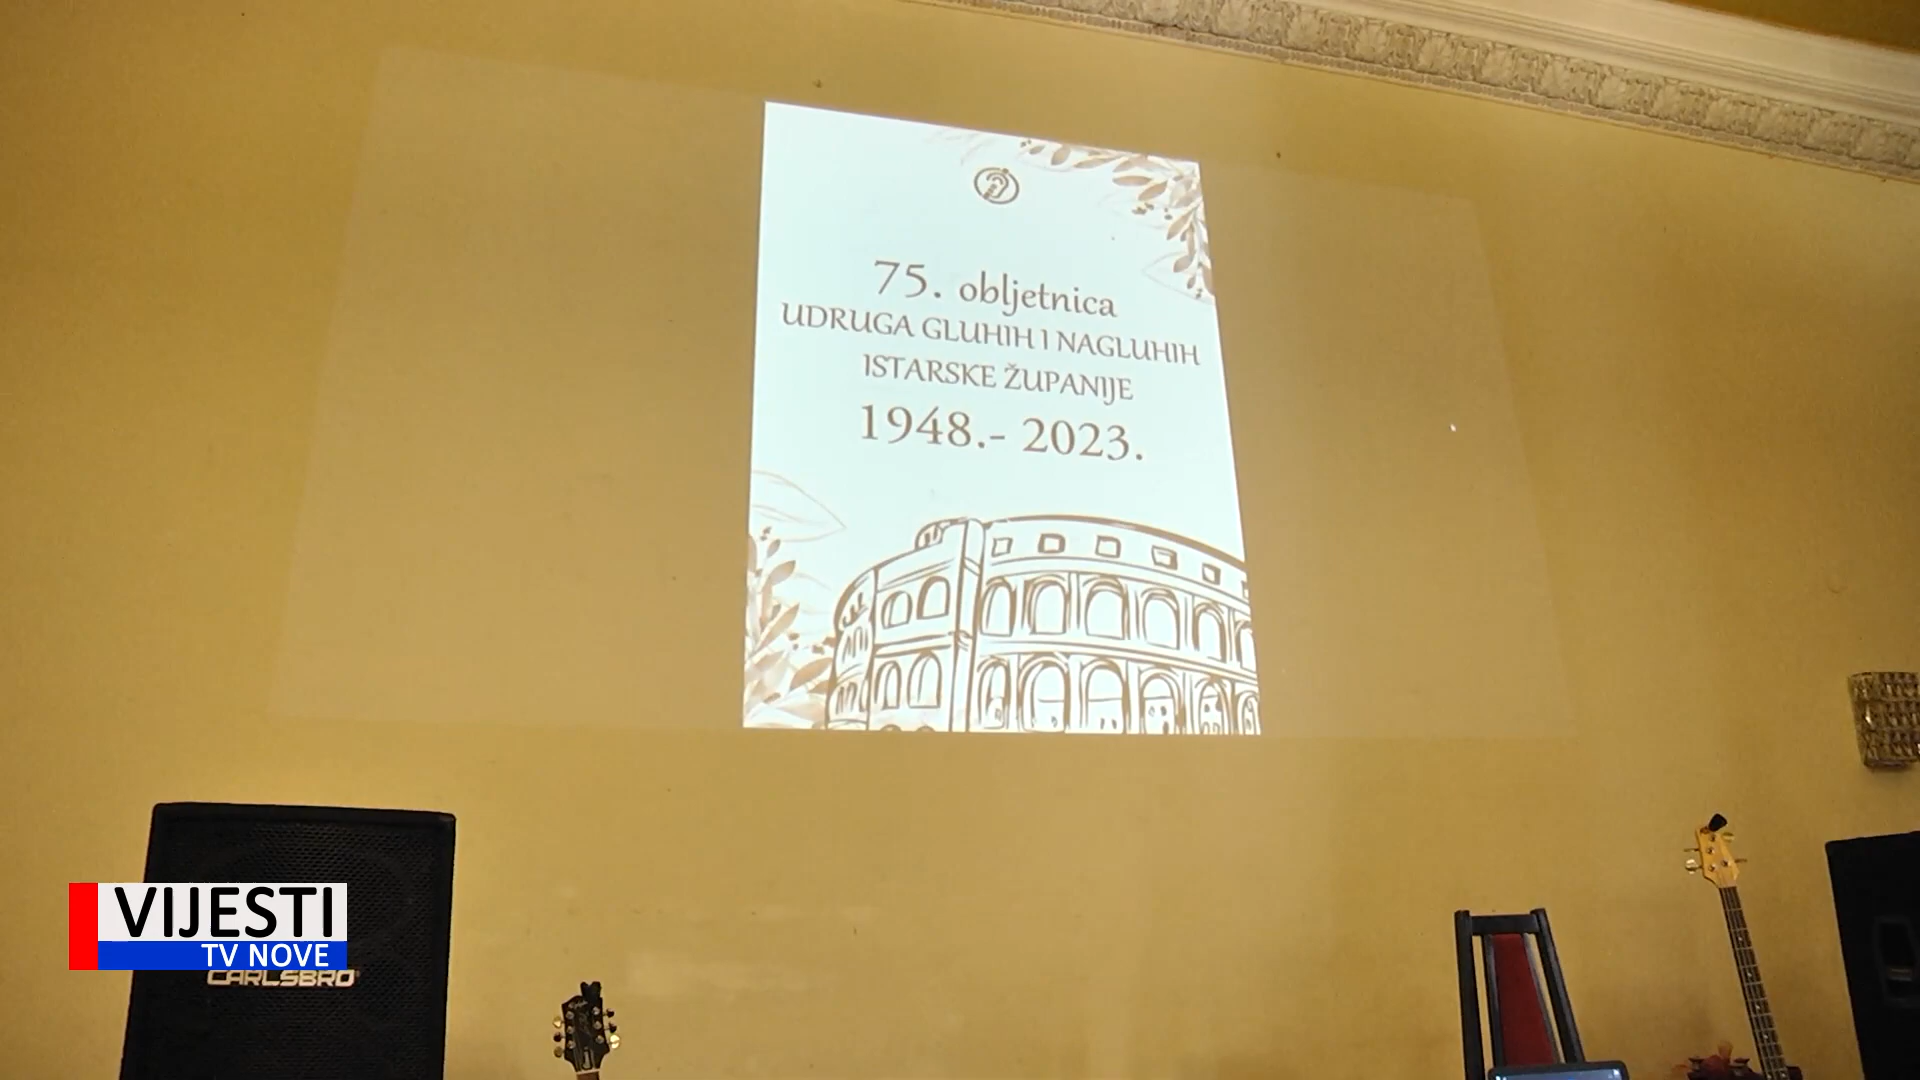 75. obljetnica
UDRUGA GLUHIH I NAGLUHIH
ISTARSKE ŽUPANIJE
1948.- 2023.
VIJESTI
TV NOVE
CARLSBRO